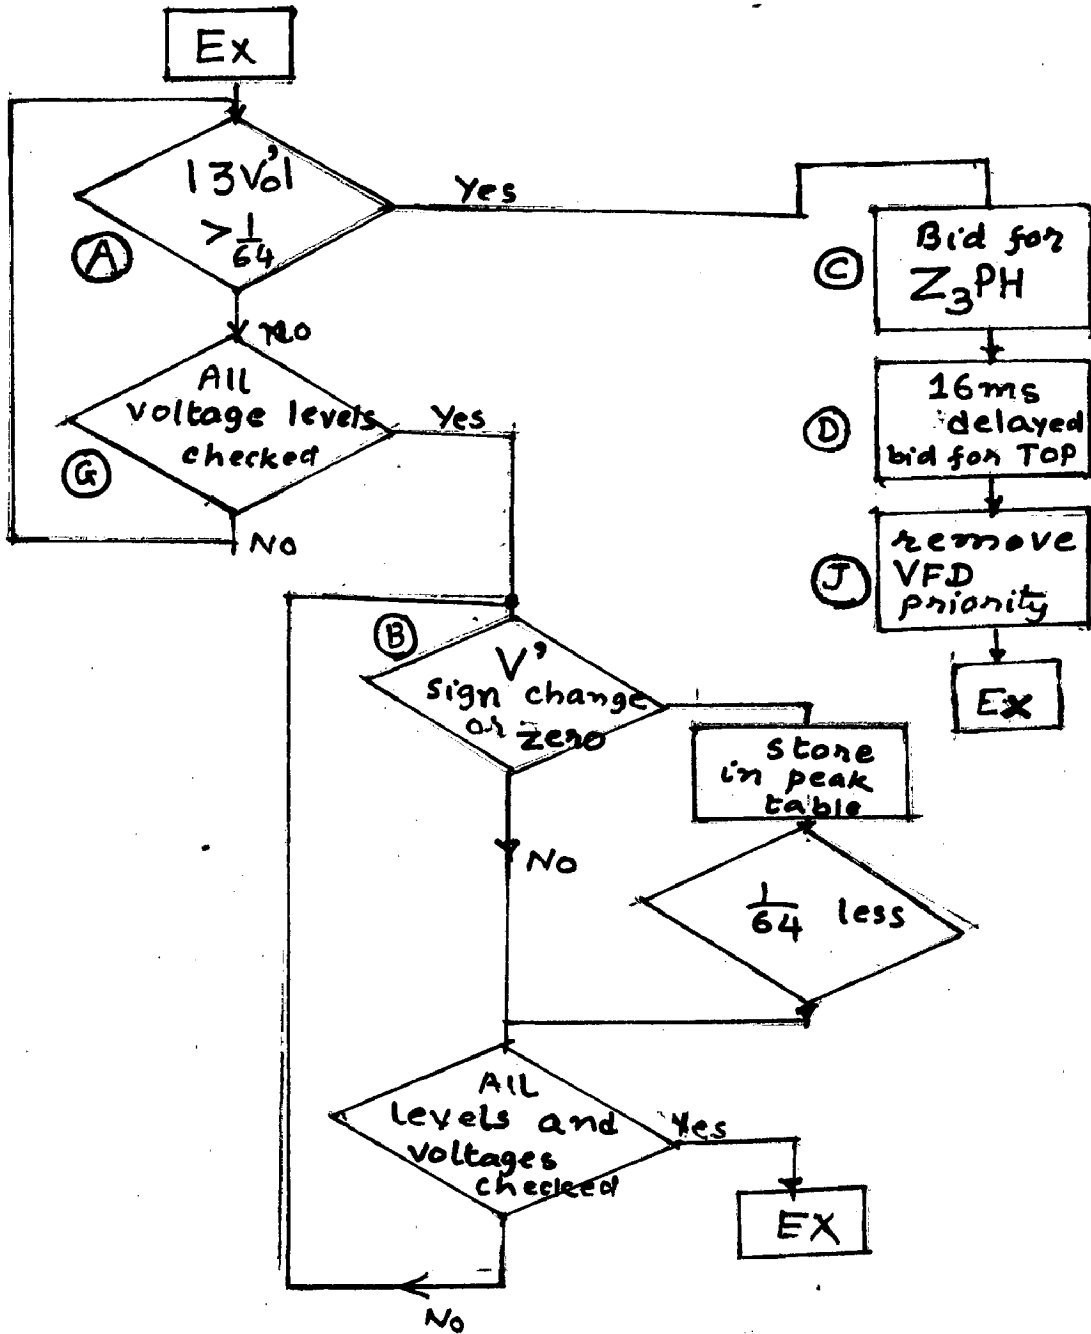 Ex
|3V₀'|
> 1/64
Yes
A
No
All
voltage levels
checked
Yes
G
No
Bid for
Z₃PH
C
16ms
delayed
bid for TOP
D
remove
VFD
priority
J
Ex
B
V'
sign change
or zero
No
store
in peak
table
1/64 less
All
levels and
voltages
checked
Yes
EX
No